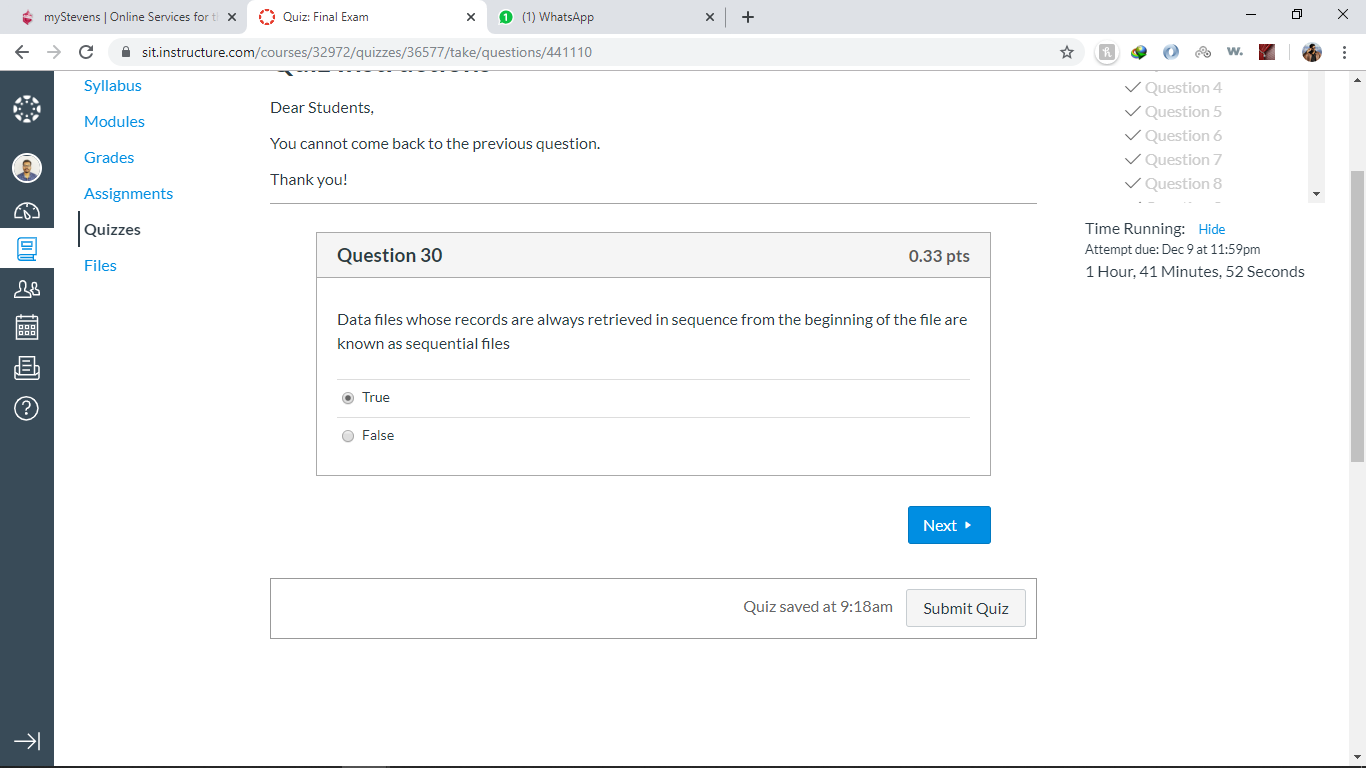 myStevens | Online Services for t
Quiz: Final Exam
1
(1) WhatsApp
sit.instructure.com/courses/32972/quizzes/36577/take/questions/441110
w.
Syllabus
Modules
Grades
Assignments
Quizzes
Files
Dear Students,
You cannot come back to the previous question.
Thank you!
Question 4
Question 5
Question 6
Question 7
Question 8
Time Running: Hide
Attempt due: Dec 9 at 11:59pm
1 Hour, 41 Minutes, 52 Seconds
Question 30
0.33 pts
Data files whose records are always retrieved in sequence from the beginning of the file are
known as sequential files
True
False
Next
Quiz saved at 9:18am
Submit Quiz